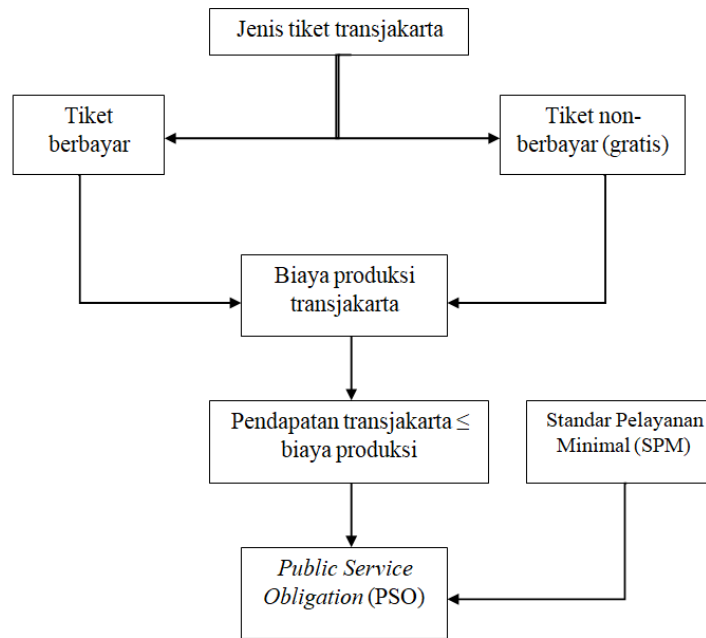 Jenis tiket transjakarta
Tiket
berbayar
Tiket non-
berbayar (gratis)
Biaya produksi
transjakarta
Pendapatan transjakarta ≤
biaya produksi
Standar Pelayanan
Minimal (SPM)
Public Service
Obligation (PSO)